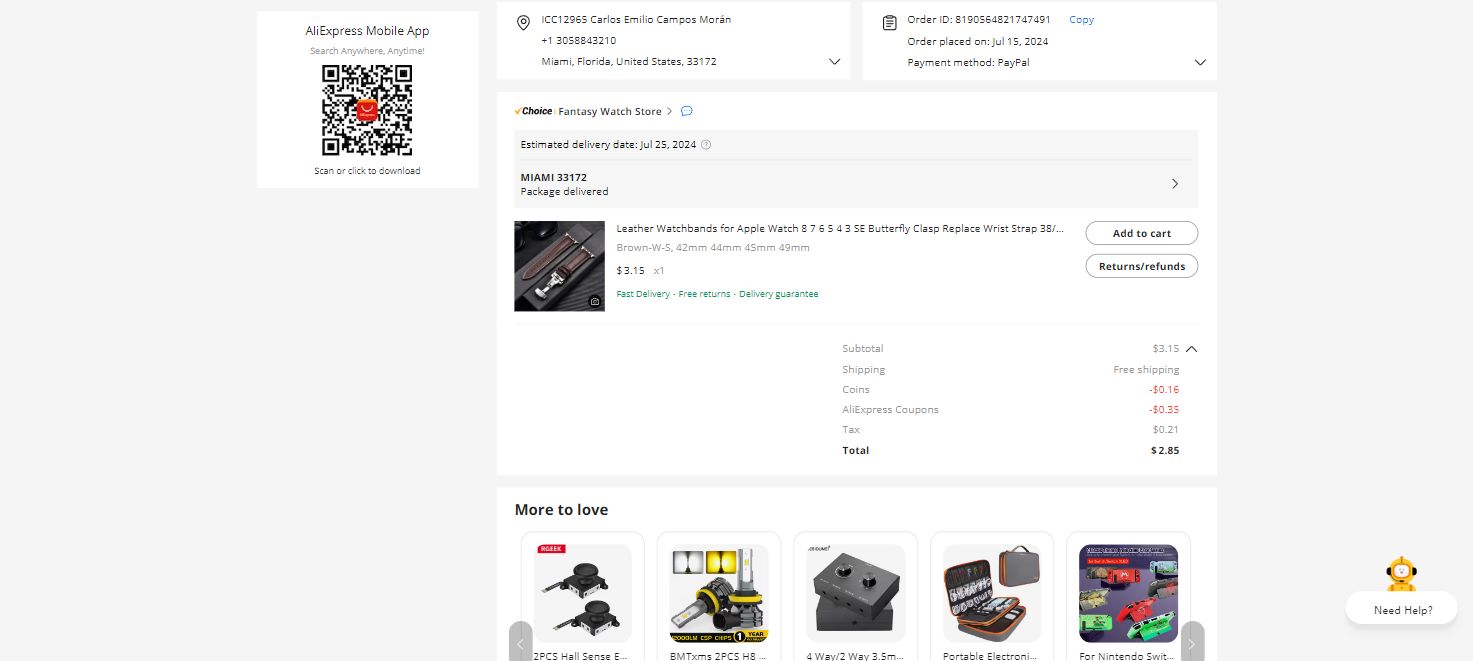 AliExpress Mobile App
Search Anywhere, Anytime!
Scan or click to download
ICC12965 Carlos Emilio Campos Morán
+1 3058843210
Miami, Florida, United States, 33172
Order ID: 8190564821747491 Copy
Order placed on: Jul 15, 2024
Payment method: PayPal
Choice Fantasy Watch Store
Estimated delivery date: Jul 25, 2024
MIAMI 33172
Package delivered
Leather Watchbands for Apple Watch 8 7 6 5 4 3 SE Butterfly Clasp Replace Wrist Strap 38/...
Brown-W-S, 42mm 44mm 45mm 49mm
$3.15 x1
Fast Delivery · Free returns · Delivery guarantee
Add to cart
Returns/refunds
Subtotal $3.15
Shipping Free shipping
Coins -$0.16
AliExpress Coupons -$0.35
Tax $0.21
Total $2.85
More to love
RGEEK
2PCS Hall Sense E...
20000LM CSP CHIPS 1 YEAR
BMTxms 2PCS H8 ...
4 Way/2 Way 3.5m...
Portable Electroni...
For Nintendo Swit...
Need Help?